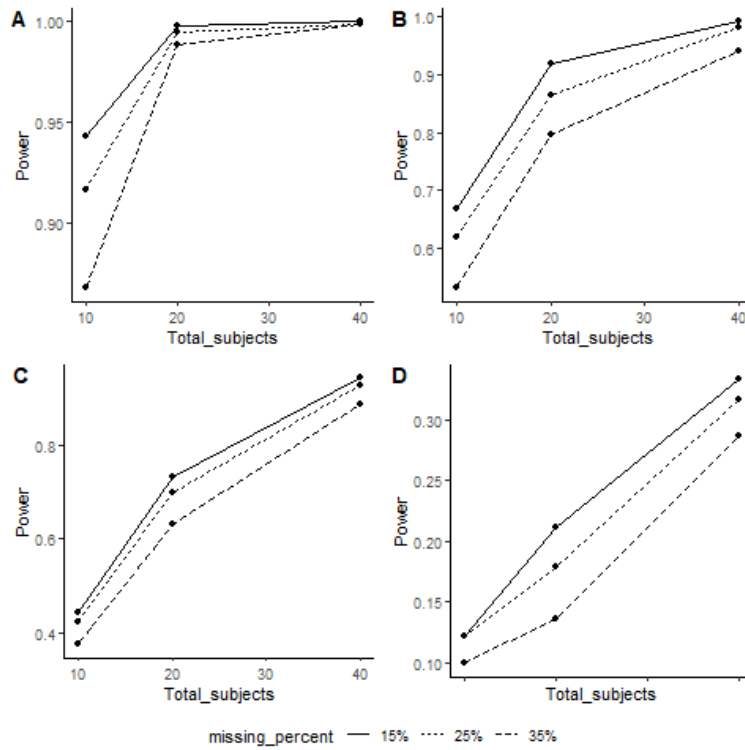 A
1.00
0.95
0.90
Power
10 20 30 40
Total_subjects
B
1.0
0.9
0.8
0.7
0.6
Power
10 20 30 40
Total_subjects
C
0.8
0.6
0.4
Power
10 20 30 40
Total_subjects
D
0.30
0.25
0.20
0.15
0.10
Power
Total_subjects
missing_percent 15% 25% 35%